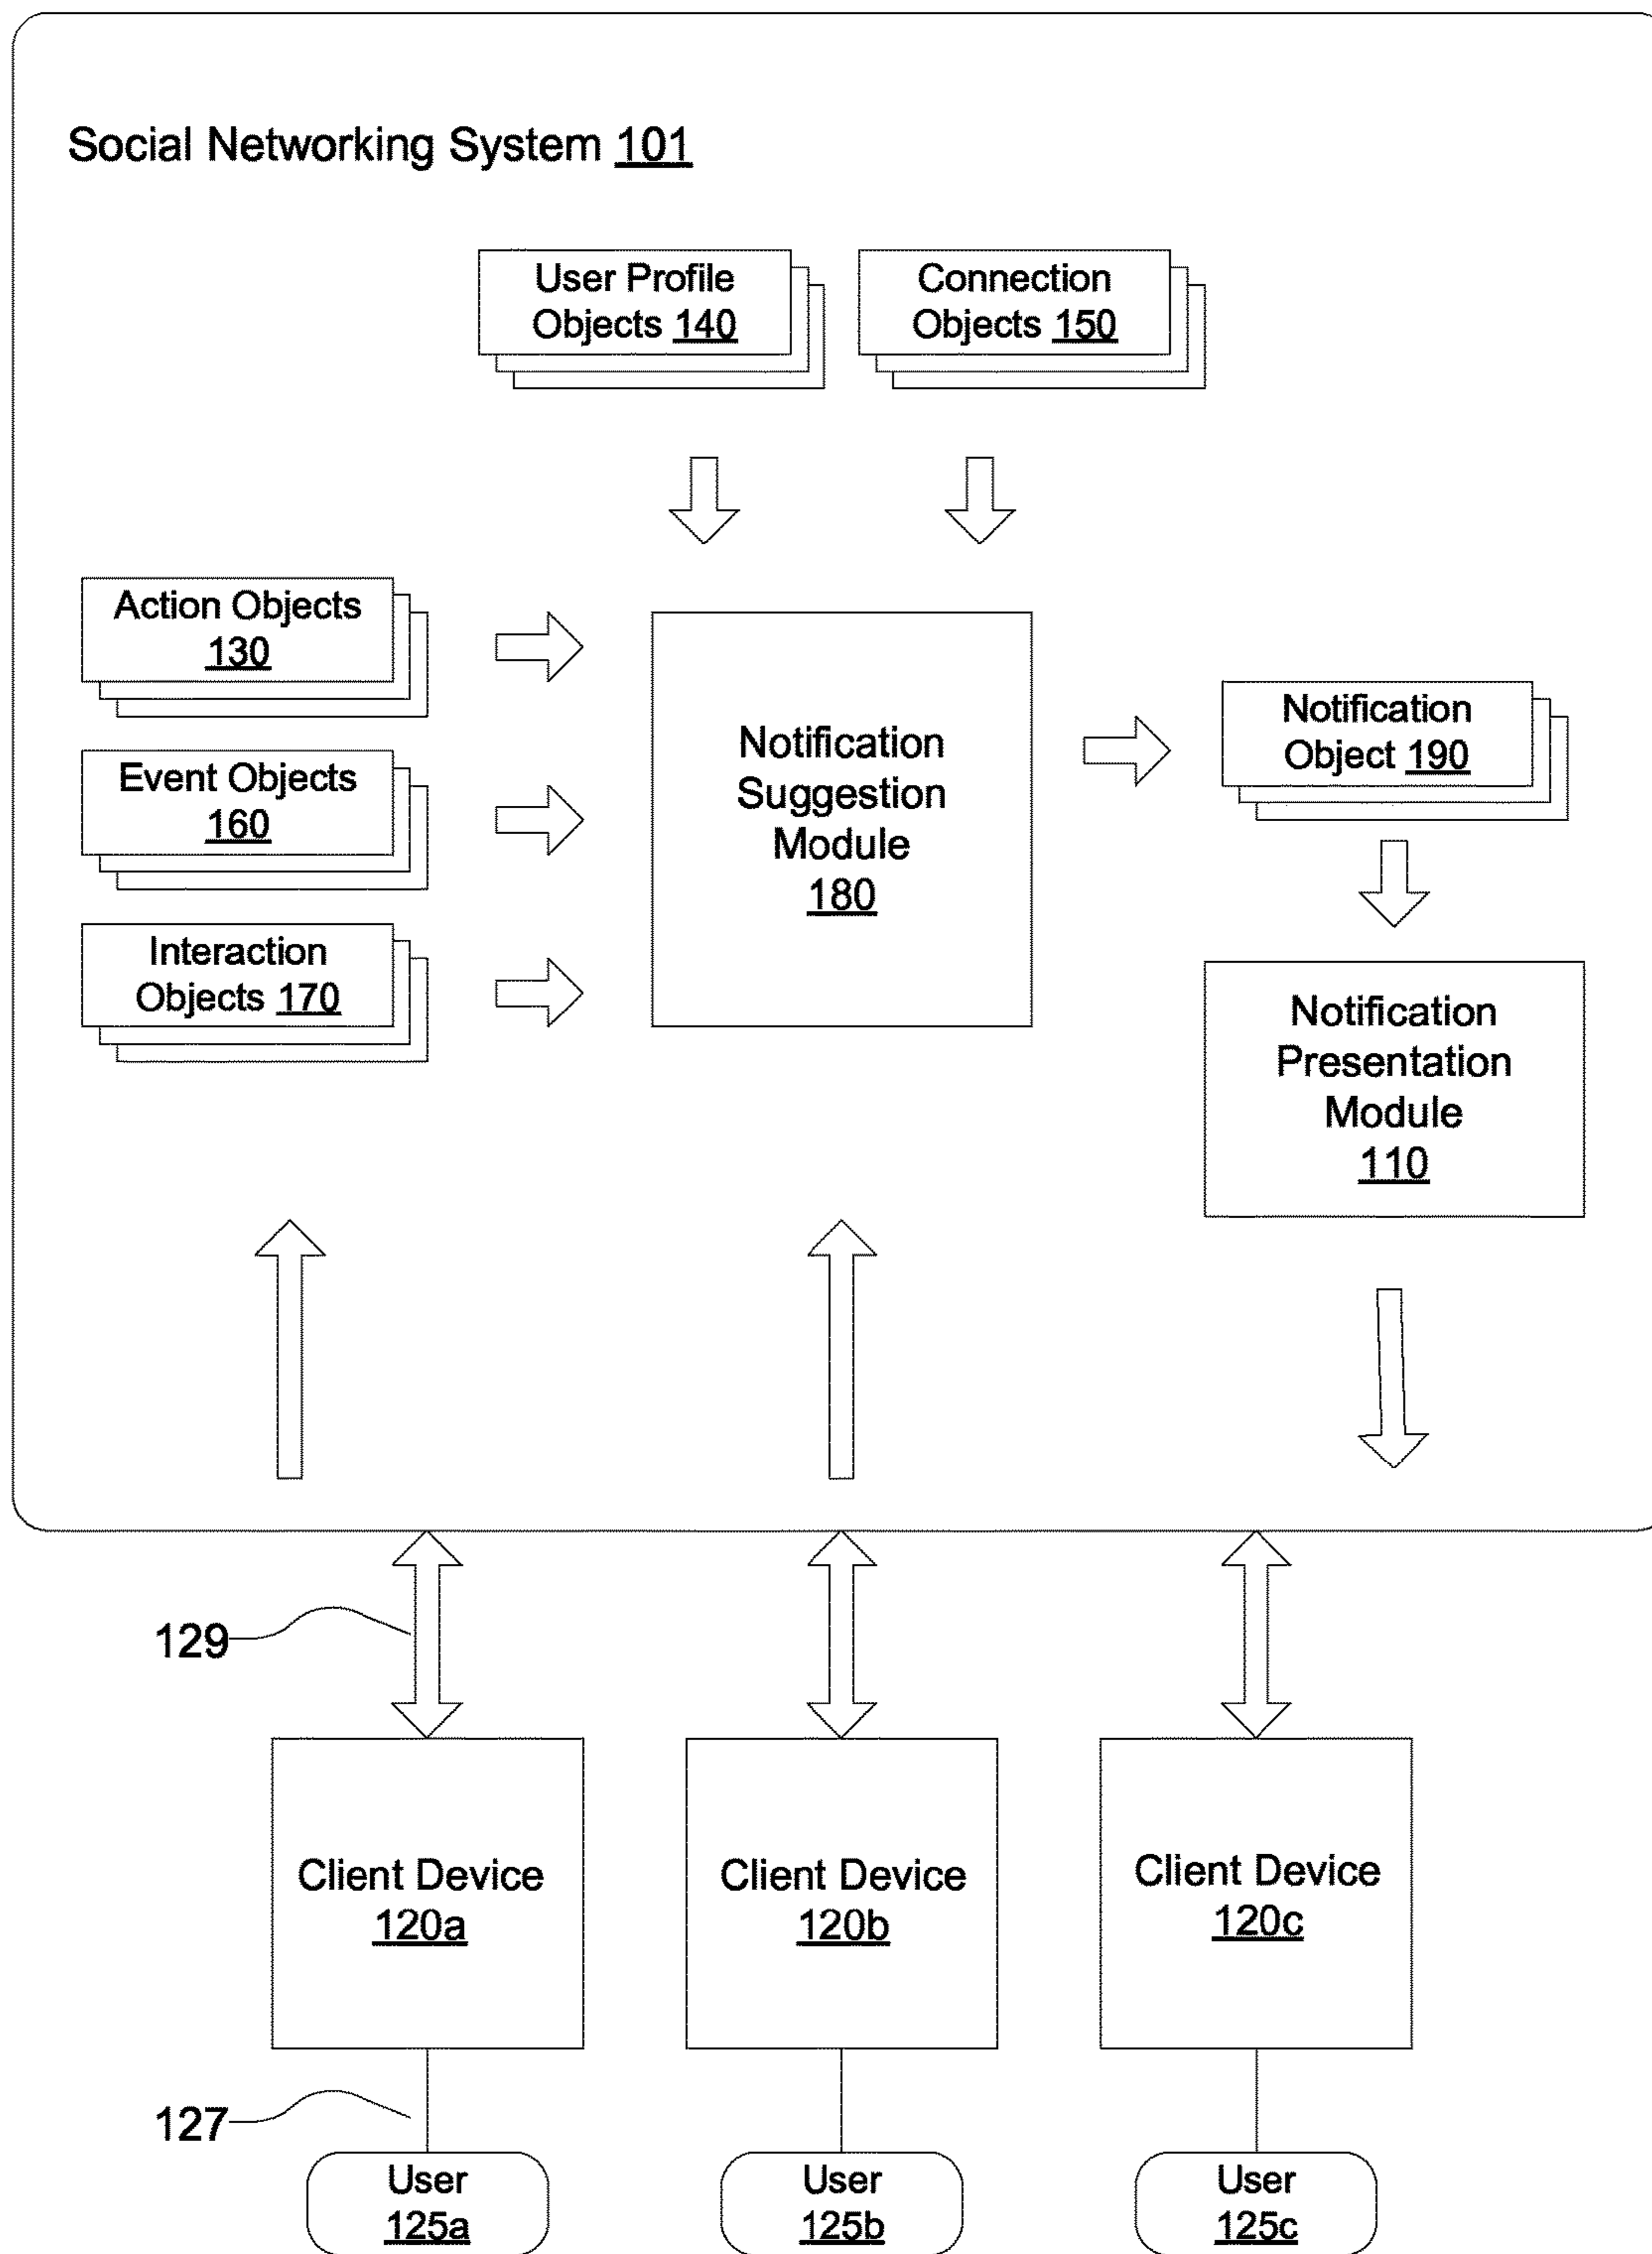 Social Networking System 101
User Profile
Objects 140
Connection
Objects 150
Action Objects
130
Event Objects
160
Interaction
Objects 170
Notification
Suggestion
Module
180
Notification
Object 190
Notification
Presentation
Module
110
129
Client Device
120a
Client Device
120b
Client Device
120c
127
User
125a
User
125b
User
125c